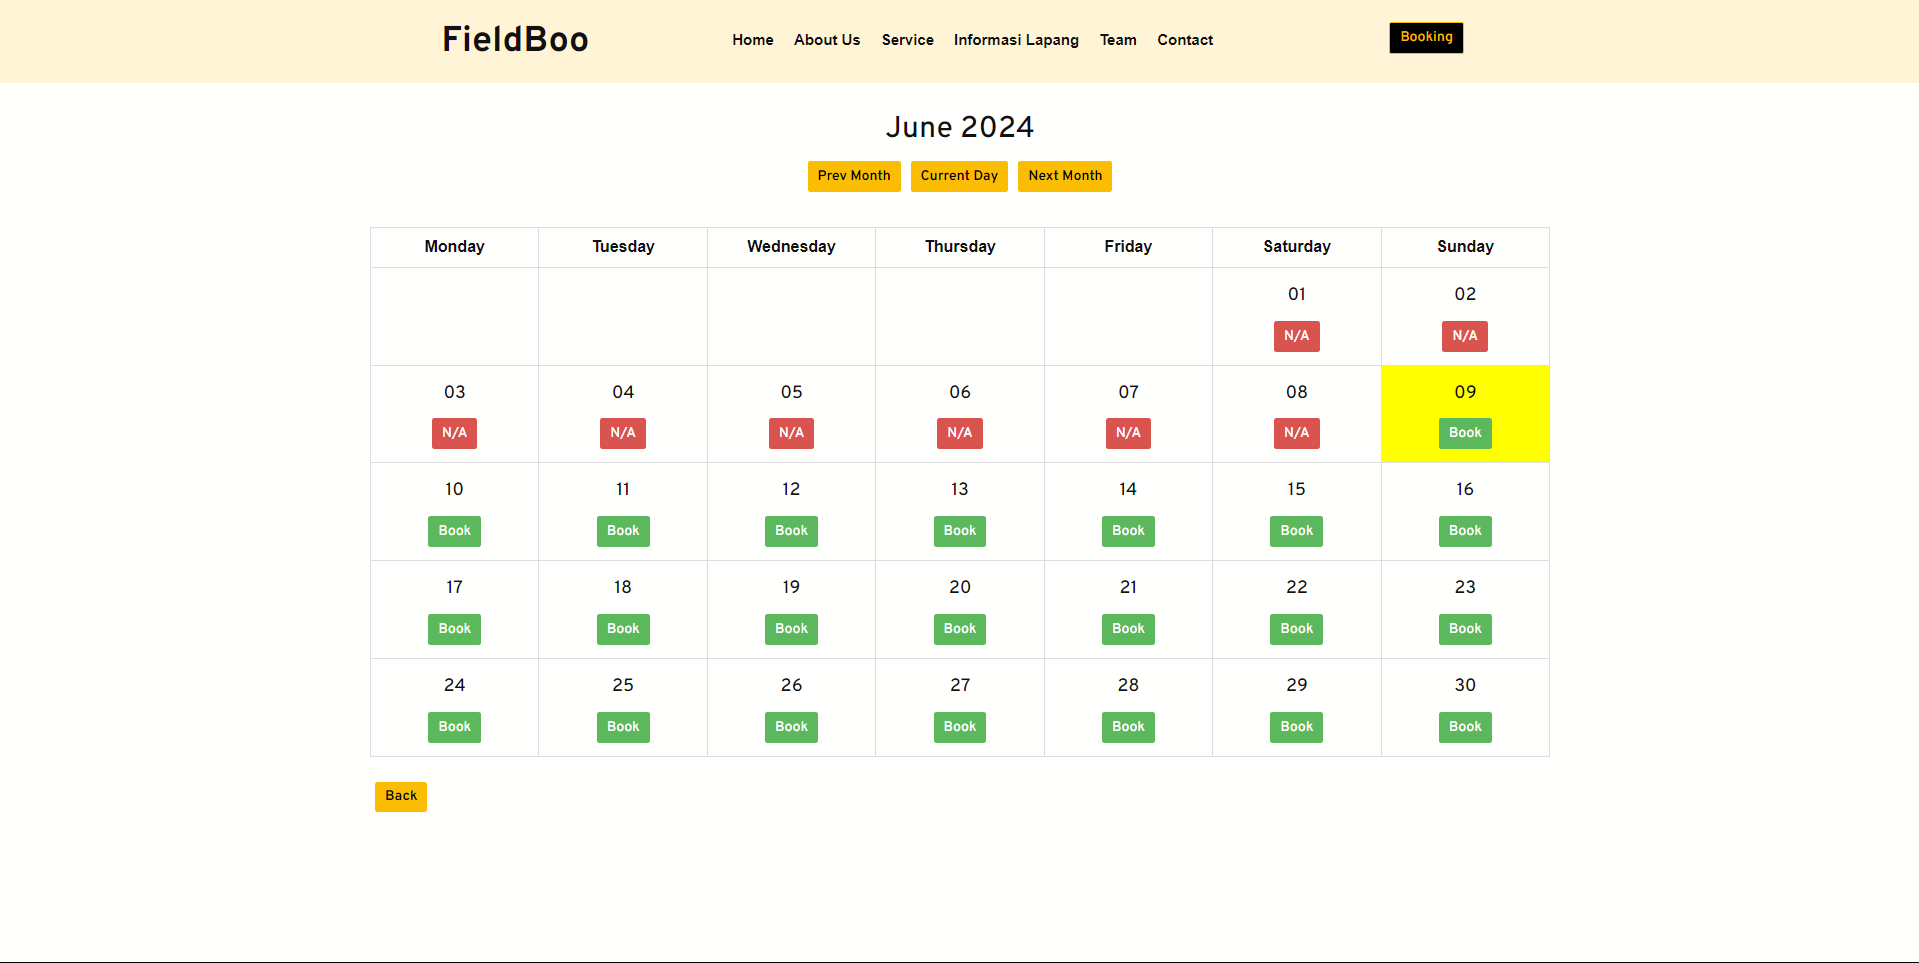 FieldBoo Home About Us Service Informasi Lapang Team Contact Booking
June 2024
Prev Month Current Day Next Month
Monday Tuesday Wednesday Thursday Friday Saturday Sunday
01 02
N/A N/A
03 04 05 06 07 08 09
N/A N/A N/A N/A N/A N/A Book
10 11 12 13 14 15 16
Book Book Book Book Book Book Book
17 18 19 20 21 22 23
Book Book Book Book Book Book Book
24 25 26 27 28 29 30
Book Book Book Book Book Book Book
Back